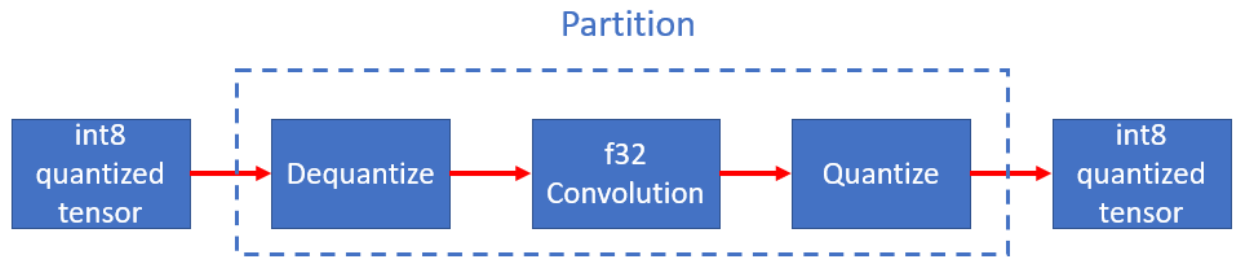 Partition
int8
quantized
tensor
Dequantize
f32
Convolution
Quantize
int8
quantized
tensor